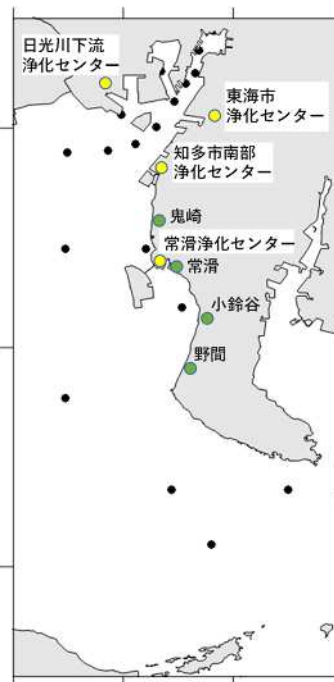 日光川下流
浄化センター
東海市
浄化センター
知多市南部
浄化センター
鬼崎
常滑浄化センター
常滑
小鈴谷
野間